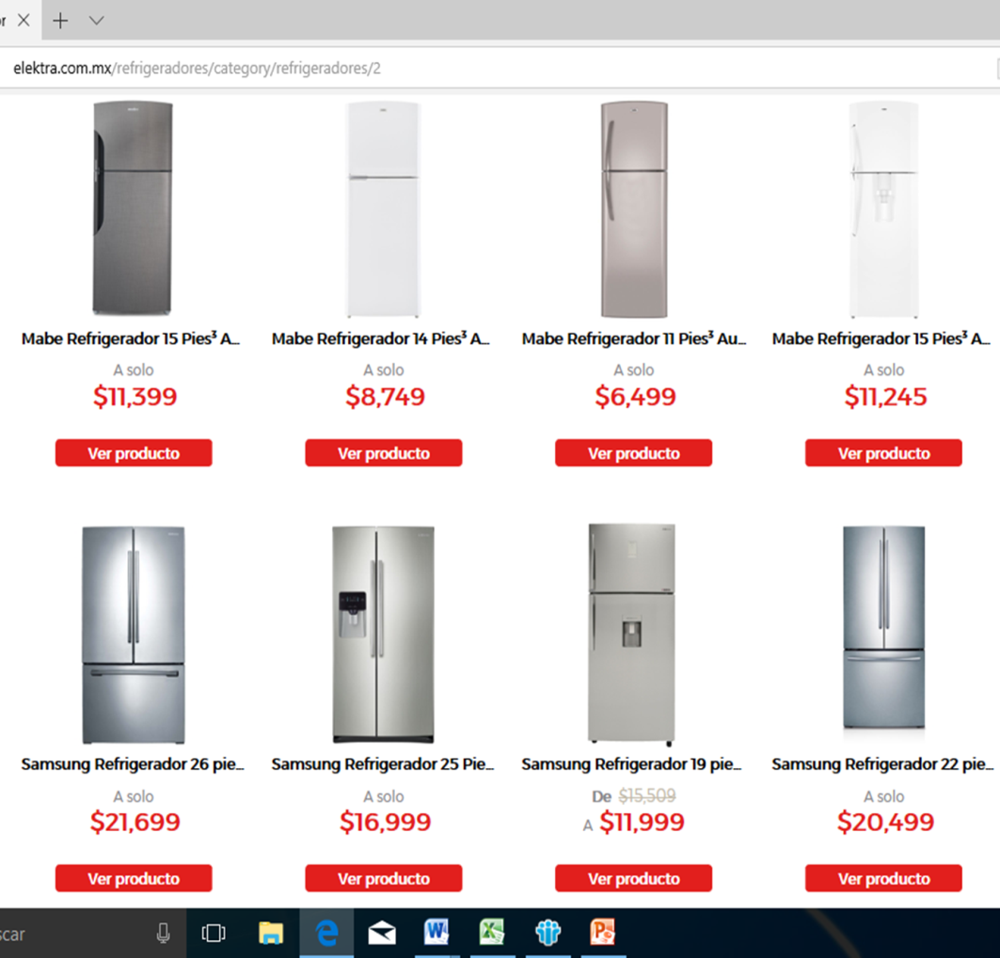 elektra.com.mx/refrigeradores/category/refrigeradores/2
Mabe Refrigerador 15 Pies³ A...
Mabe Refrigerador 14 Pies³ A...
Mabe Refrigerador 11 Pies³ Au...
Mabe Refrigerador 15 Pies³ A...
A solo
A solo
A solo
A solo
$11,399
$8,749
$6,499
$11,245
Ver producto
Ver producto
Ver producto
Ver producto
Samsung Refrigerador 26 pie...
Samsung Refrigerador 25 Pie...
Samsung Refrigerador 19 pie...
Samsung Refrigerador 22 pie...
A solo
A solo
De $15,509
A solo
$21,699
$16,999
A $11,999
$20,499
Ver producto
Ver producto
Ver producto
Ver producto
scar